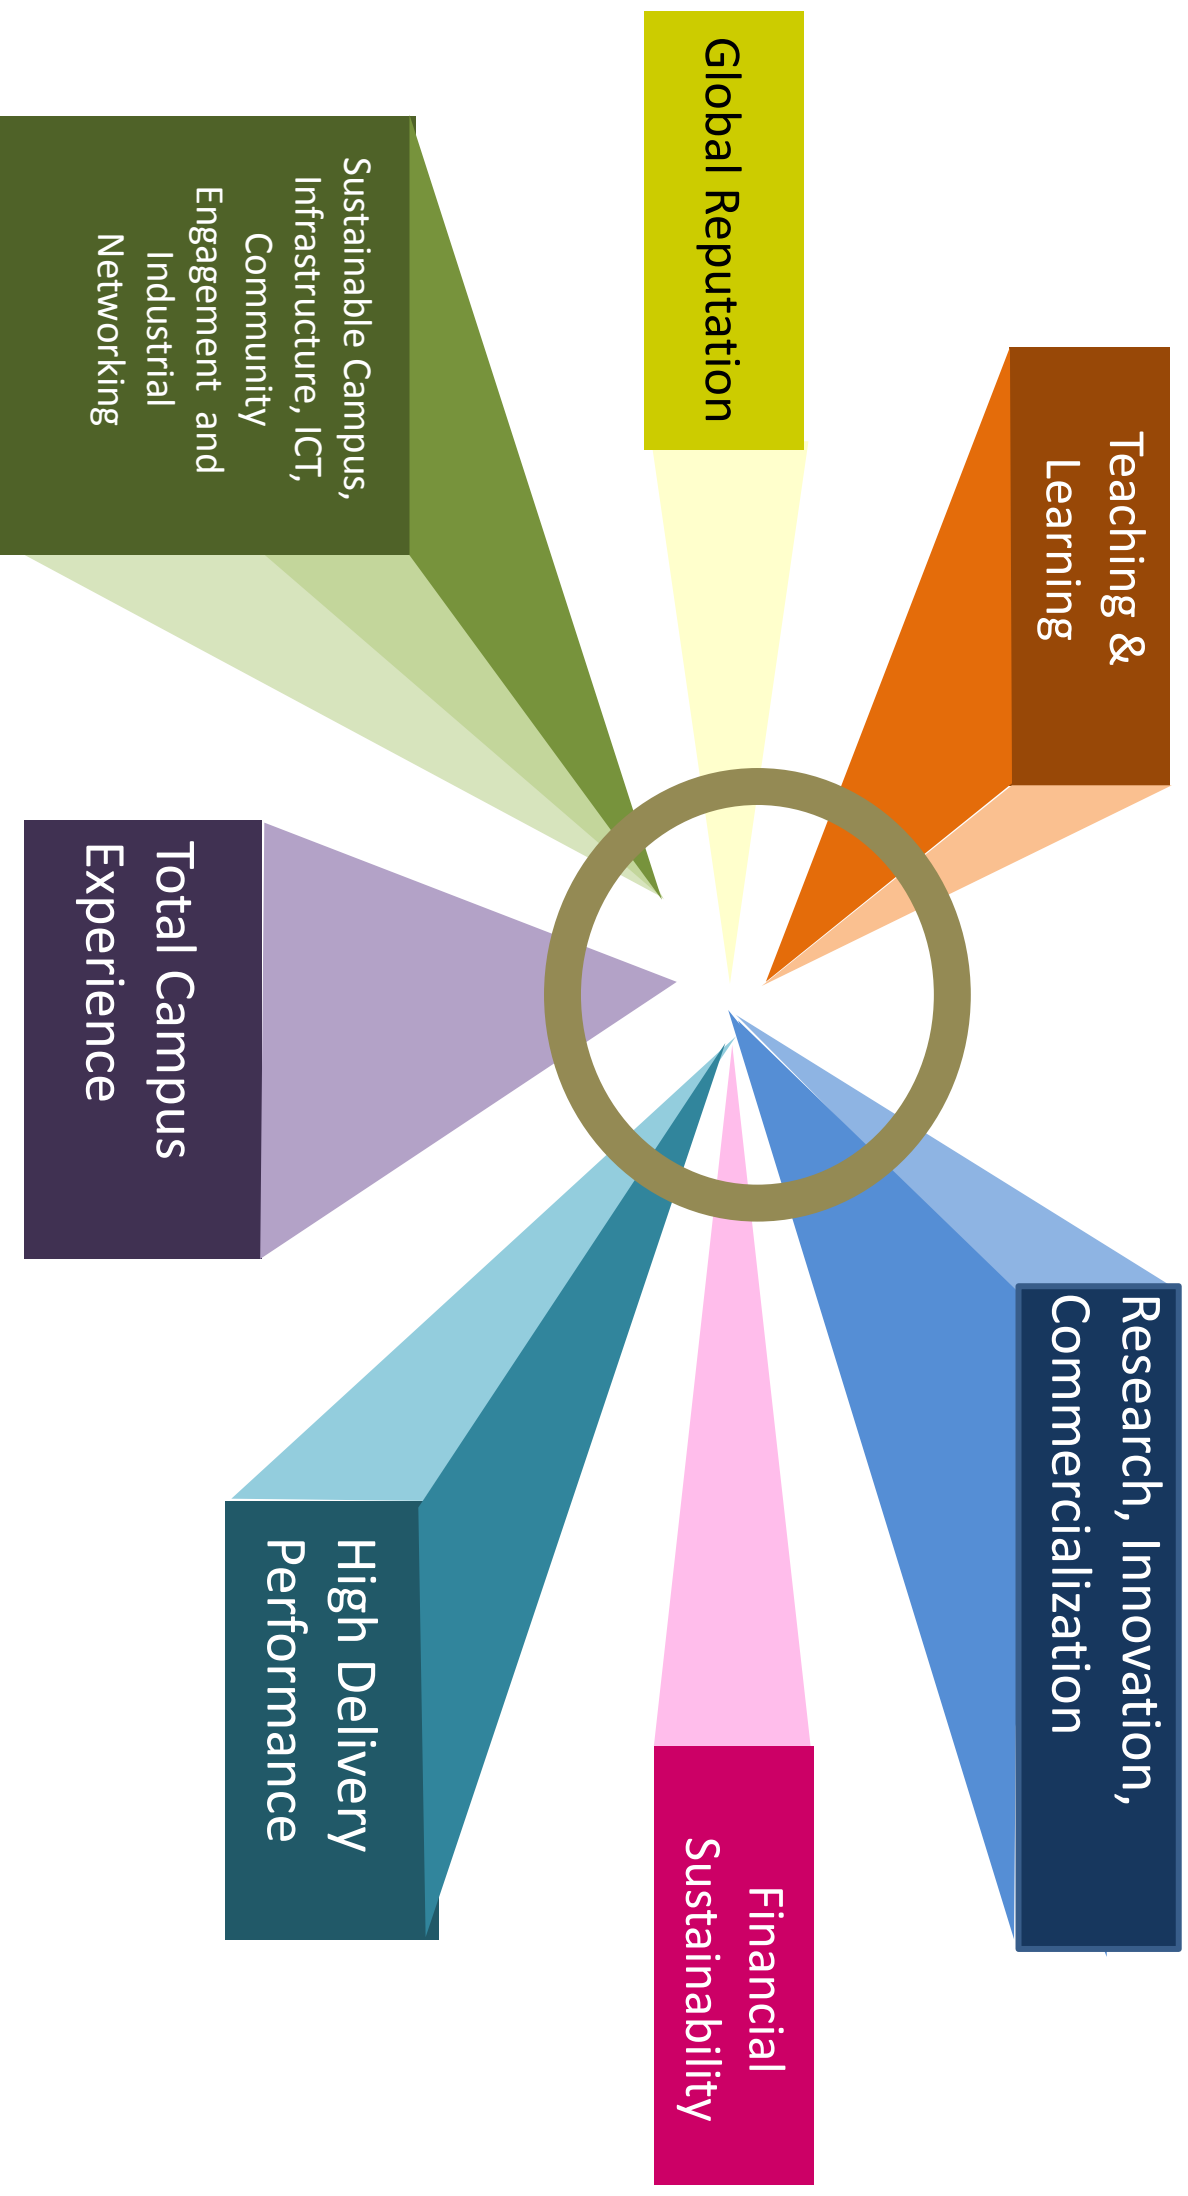 Teaching &
Learning
Research, Innovation,
Commercialization
Global Reputation
Financial
Sustainability
Sustainable Campus,
Infrastructure, ICT,
Community
Engagement and
Industrial
Networking
High Delivery
Performance
Total Campus
Experience